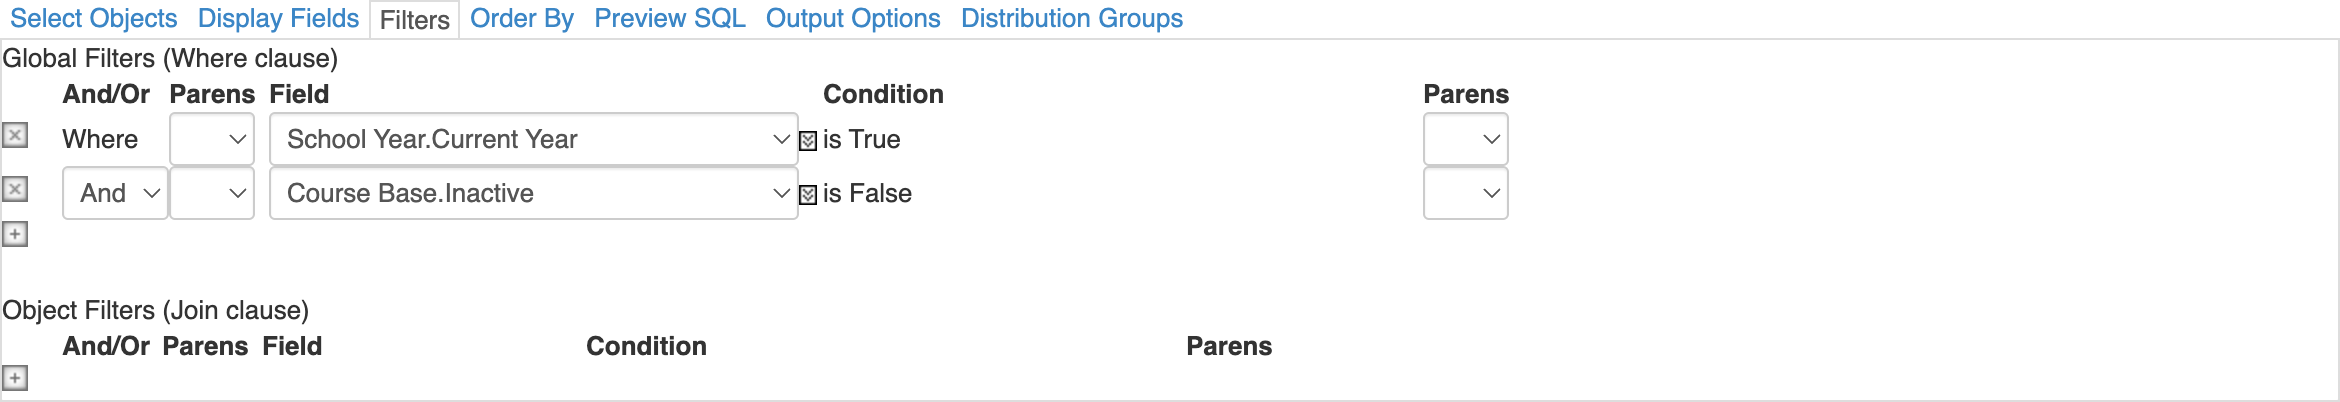 Select Objects Display Fields Filters Order By Preview SQL Output Options Distribution Groups
Global Filters (Where clause)
And/Or Parens Field Condition Parens
Where School Year.Current Year is True
And Course Base.Inactive is False
Object Filters (Join clause)
And/Or Parens Field Condition Parens